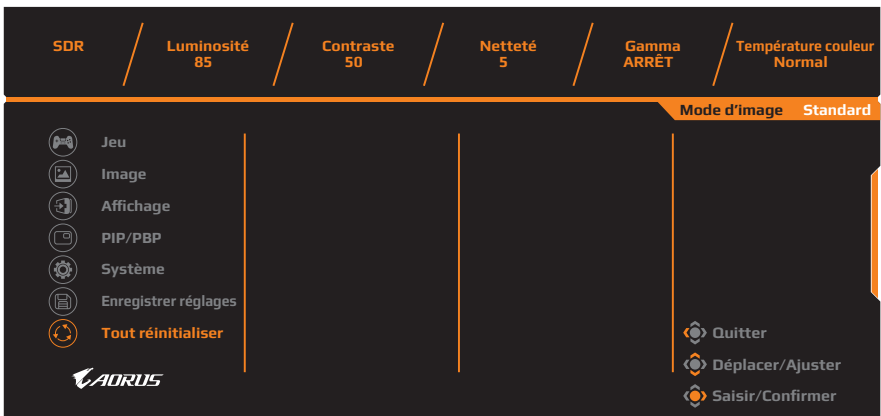 SDR
Luminosité
85
Contraste
50
Netteté
5
Gamma
ARRÊT
Température couleur
Normal
Mode d'image Standard
Jeu
Image
Affichage
PIP/PBP
Système
Enregistrer réglages
Tout réinitialiser
AORUS
Quitter
Déplacer/Ajuster
Saisir/Confirmer